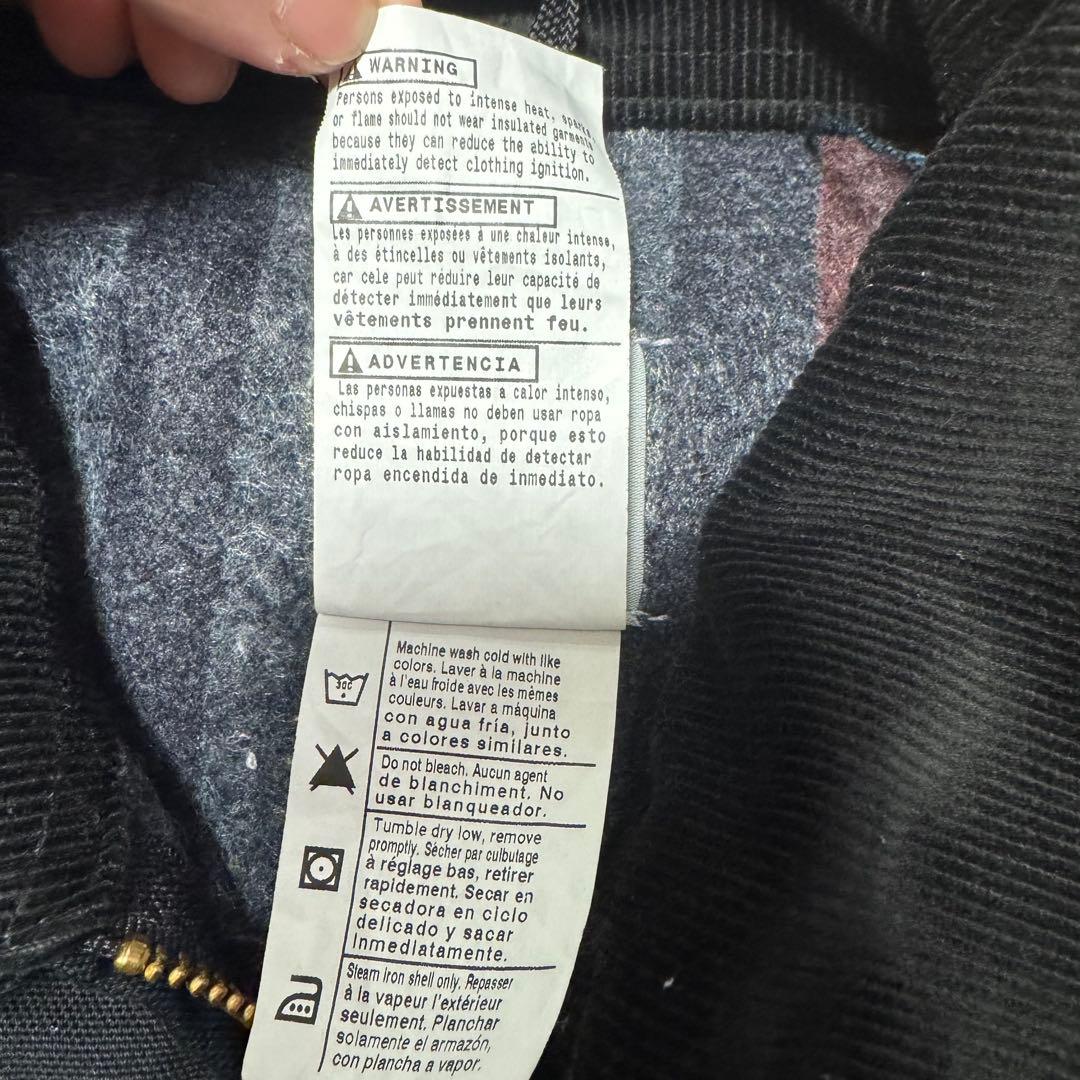 WARNING
Persons exposed to intense heat, sparks
or flame should not wear insulated garments
because they can reduce the ability to
immediately detect clothing ignition.
AVERTISSEMENT
Les personnes exposées à une chaleur intense,
à des étincelles ou vêtements isolants,
car cele peut réduire leur capacité de
détecter immédiatement que leurs
vêtements prennent feu.
ADVERTENCIA
Las personas expuestas a calor intenso,
chispas o llamas no deben usar ropa
con aislamiento, porque esto
reduce la habilidad de detectar
ropa encendida de inmediato.
Machine wash cold with like
colors. Laver à la machine
à l'eau froide avec les mêmes
couleurs. Lavar a máquina
con agua fría, junto
a colores similares.
30C
Do not bleach. Aucun agent
de blanchiment. No
usar blanqueador.
Tumble dry low, remove
promptly. Sécher par culbutage
à réglage bas, retirer
rapidement. Secar en
secadora en ciclo
delicado y sacar
Inmediatamente.
Steam iron shell only. Repasser
à la vapeur l'extérieur
seulement. Planchar
solamente el armazón,
con plancha a vapor.